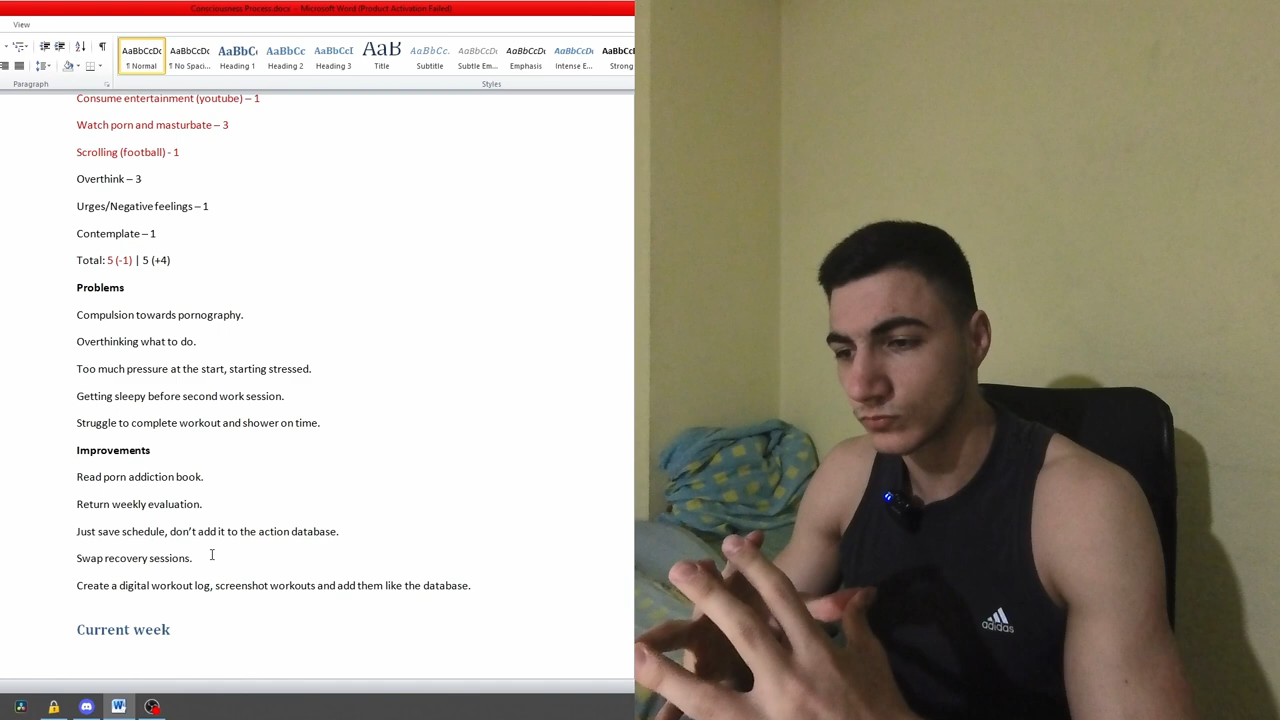 Consciousness Process.docx - Microsoft Word (Product Activation Failed)
View
AaBbCcDc AaBbCcDc AaBbC AaBbCc AaBbCcI AaB AaBbCc. AaBbCcDc AaBbCcDc AaBbCcDc AaBbCc
¶ Normal ¶ No Spaci... Heading 1 Heading 2 Heading 3 Title Subtitle Subtle Em... Emphasis Intense E... Strong
Paragraph Styles
Consume entertainment (youtube) – 1
Watch porn and masturbate – 3
Scrolling (football) - 1
Overthink – 3
Urges/Negative feelings – 1
Contemplate – 1
Total: 5 (-1) | 5 (+4)
Problems
Compulsion towards pornography.
Overthinking what to do.
Too much pressure at the start, starting stressed.
Getting sleepy before second work session.
Struggle to complete workout and shower on time.
Improvements
Read porn addiction book.
Return weekly evaluation.
Just save schedule, don't add it to the action database.
Swap recovery sessions.
Create a digital workout log, screenshot workouts and add them like the database.
Current week
adidas